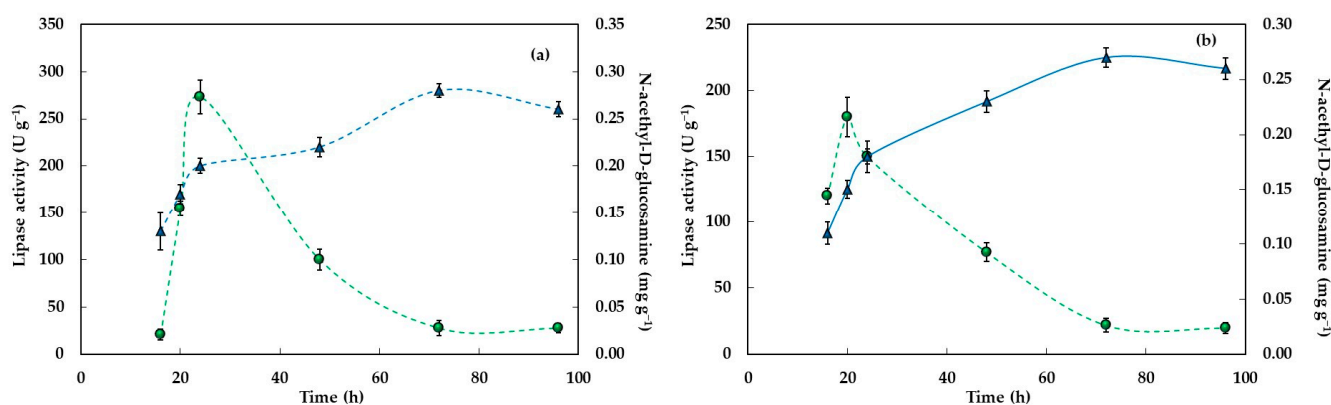 350
300
250
200
150
100
50
0
Lipase activity (U g⁻¹)
(a)
0.35
0.30
0.25
0.20
0.15
0.10
0.05
0.00
N-acethyl-D-glucosamine (mg g⁻¹)
0 20 40 60 80 100
Time (h)
250
200
150
100
50
0
Lipase activity (U g⁻¹)
(b)
0.30
0.25
0.20
0.15
0.10
0.05
0.00
N-acethyl-D-glucosamine (mg g⁻¹)
0 20 40 60 80 100
Time (h)